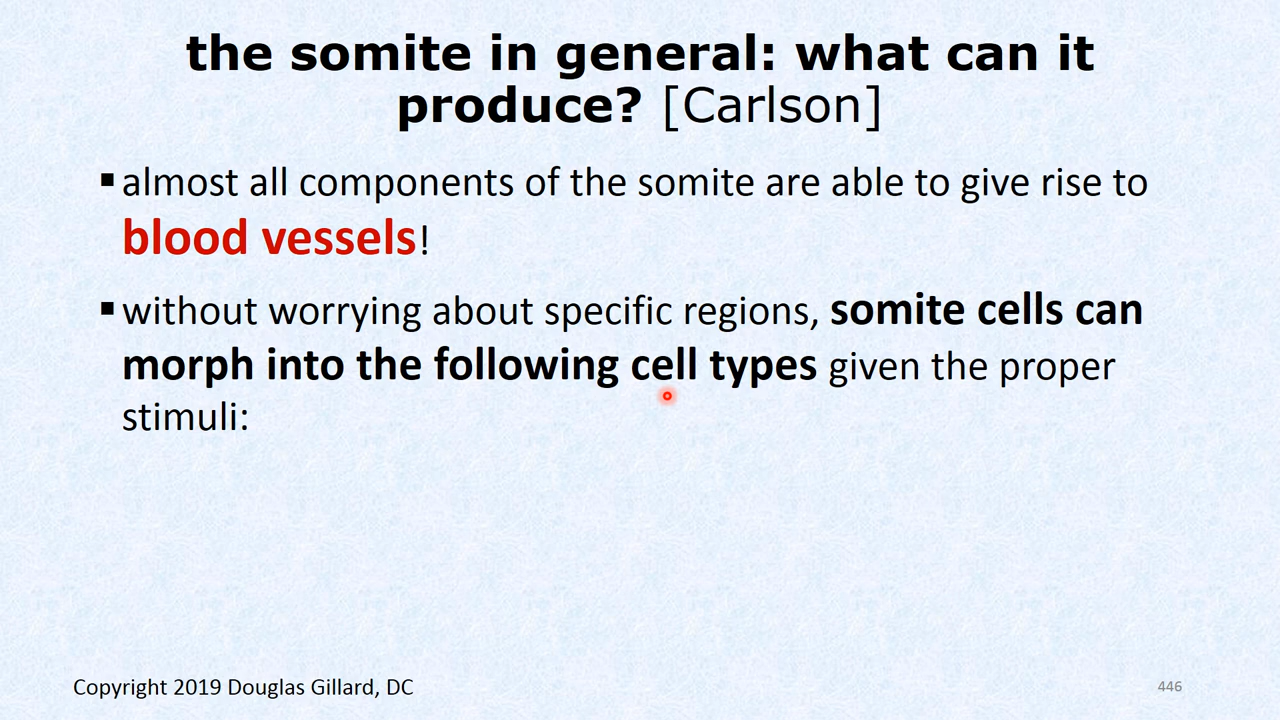 the somite in general: what can it
produce? [Carlson]
▪ almost all components of the somite are able to give rise to
blood vessels!
▪ without worrying about specific regions, somite cells can
morph into the following cell types given the proper
stimuli:
Copyright 2019 Douglas Gillard, DC
446